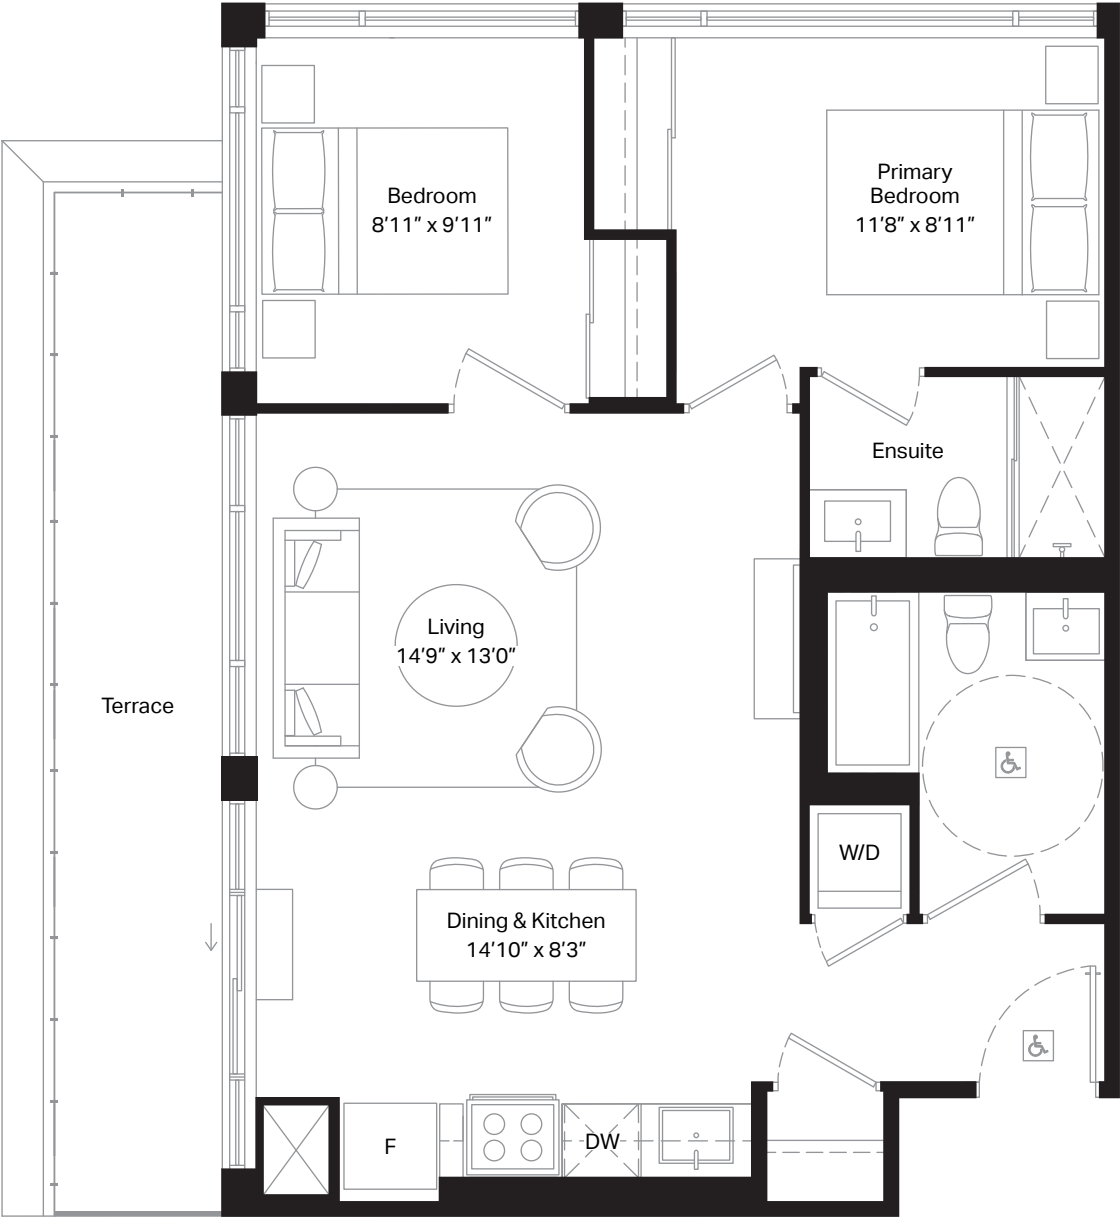 Bedroom
8'11" x 9'11"
Primary
Bedroom
11'8" x 8'11"
Ensuite
Living
14'9" x 13'0"
Terrace
W/D
Dining & Kitchen
14'10" x 8'3"
F
DW